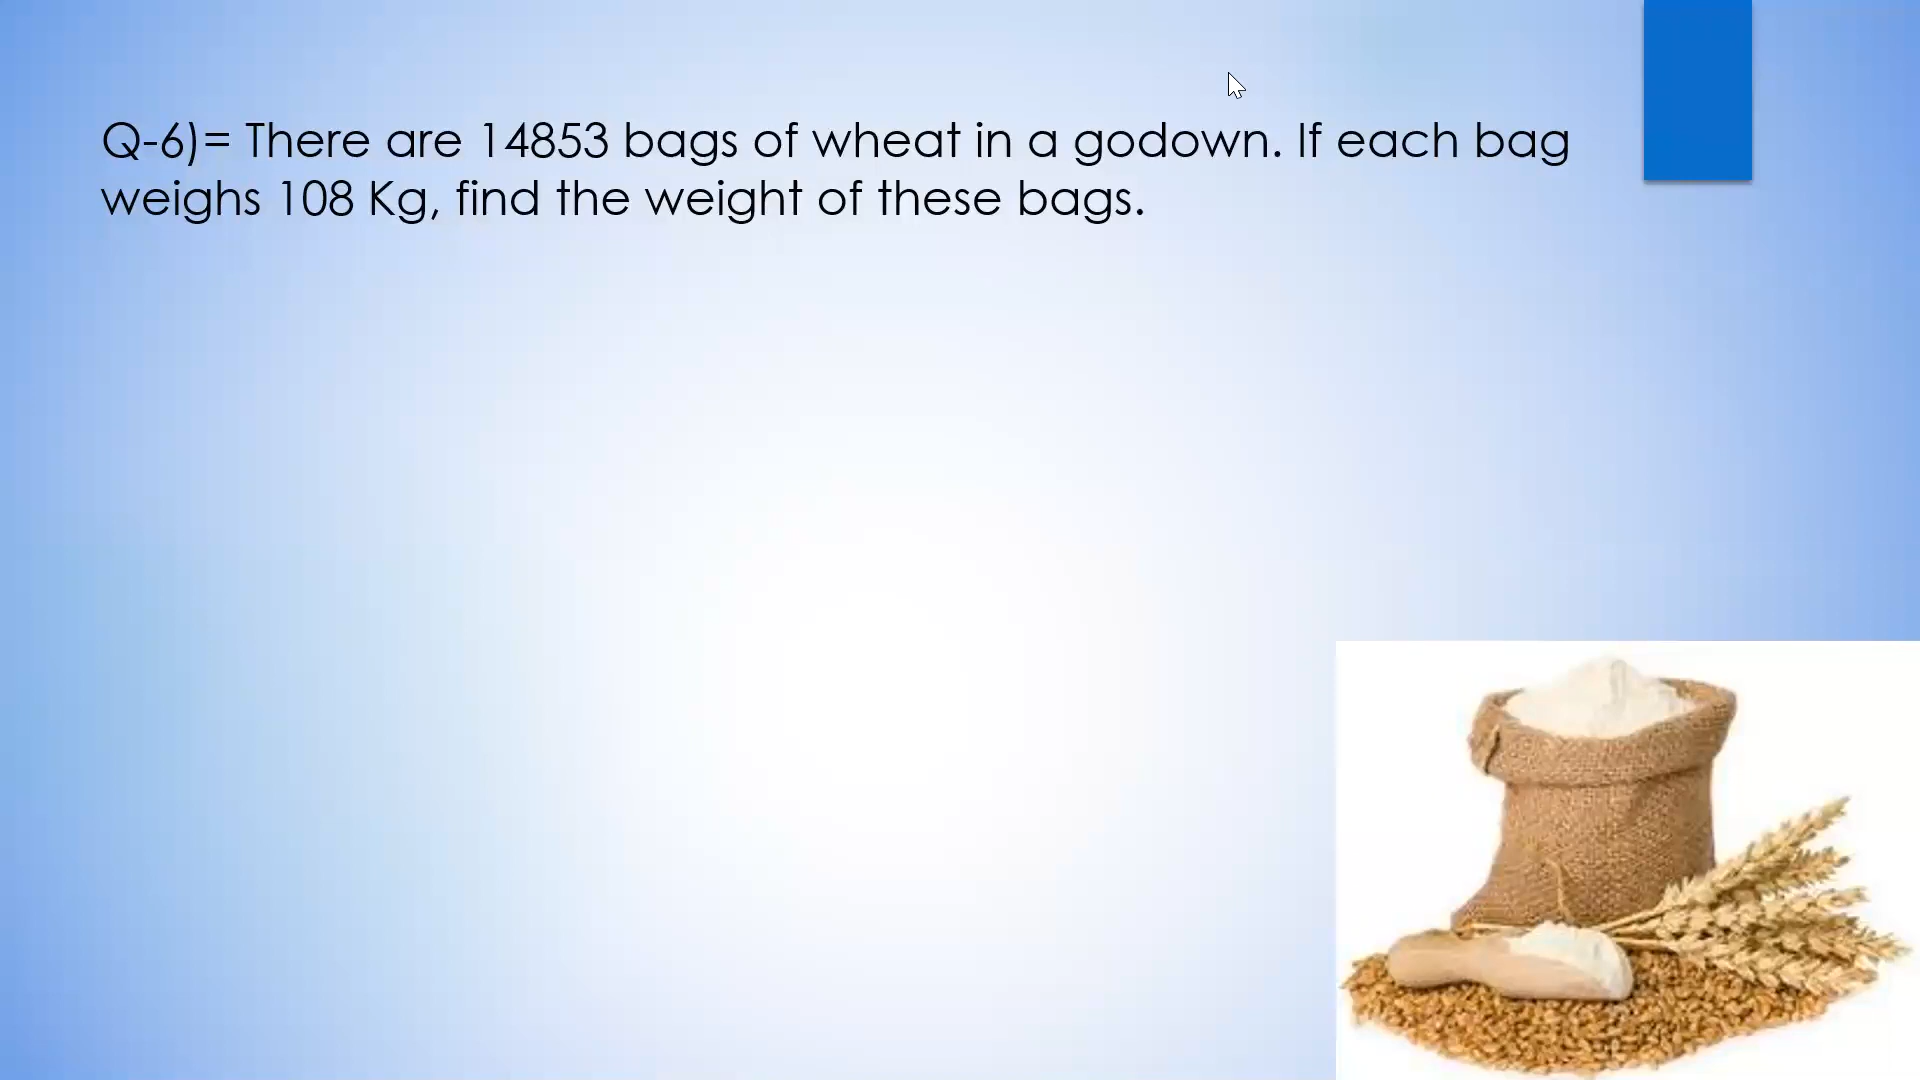 Q-6)= There are 14853 bags of wheat in a godown. If each bag
weighs 108 Kg, find the weight of these bags.